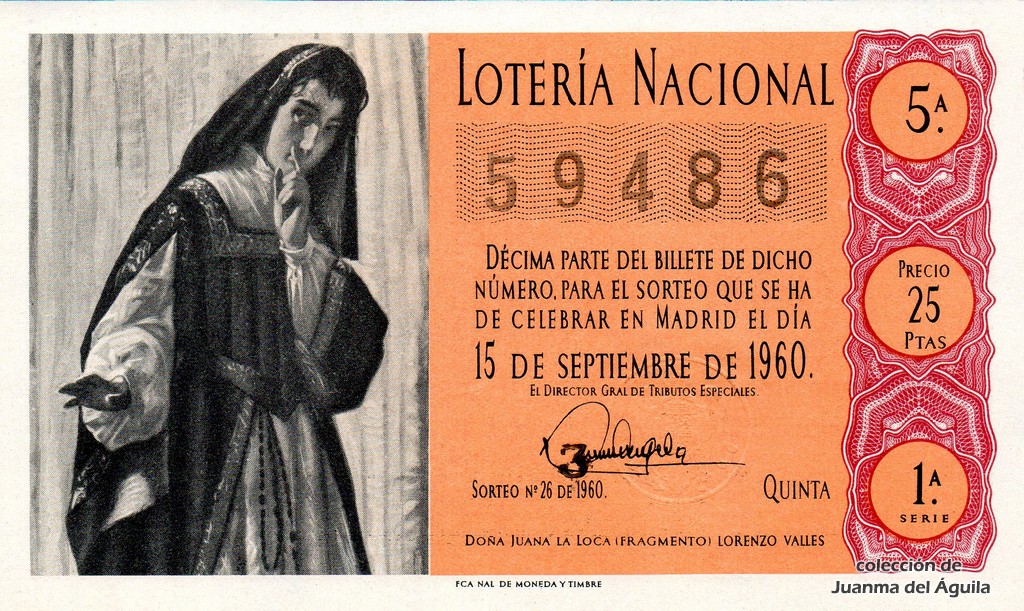 LOTERÍA NACIONAL
59486
DÉCIMA PARTE DEL BILLETE DE DICHO
NÚMERO, PARA EL SORTEO QUE SE HA
DE CELEBRAR EN MADRID EL DÍA
15 DE SEPTIEMBRE DE 1960.
EL DIRECTOR GRAL DE TRIBUTOS ESPECIALES.
3
SORTEO Nº 26 DE 1960.
QUINTA
DOÑA JUANA LA LOCA (FRAGMENTO) LORENZO VALLES
FCA NAL DE MONEDA Y TIMBRE
5.ᴬ
PRECIO
25
PTAS
1.ᴬ
SERIE
colección de
Juanma del Águila